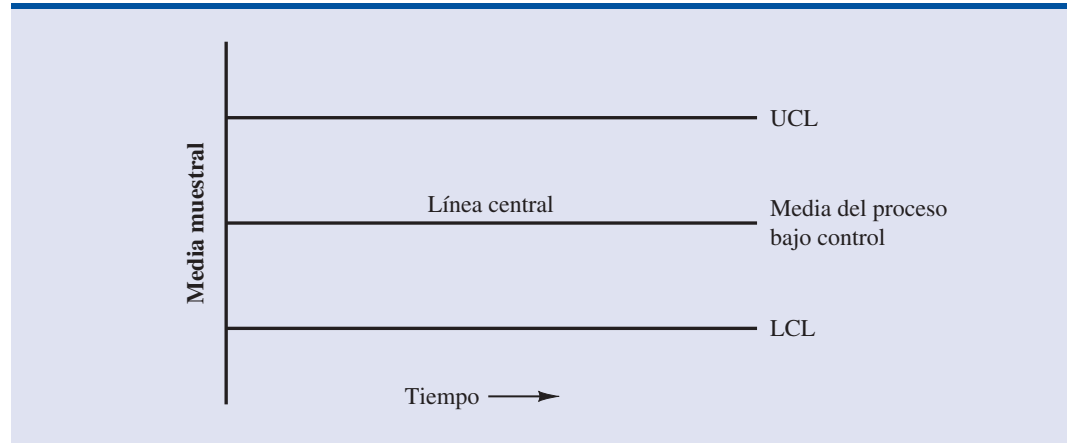 UCL
Media muestral
Línea central
Media del proceso
bajo control
LCL
Tiempo